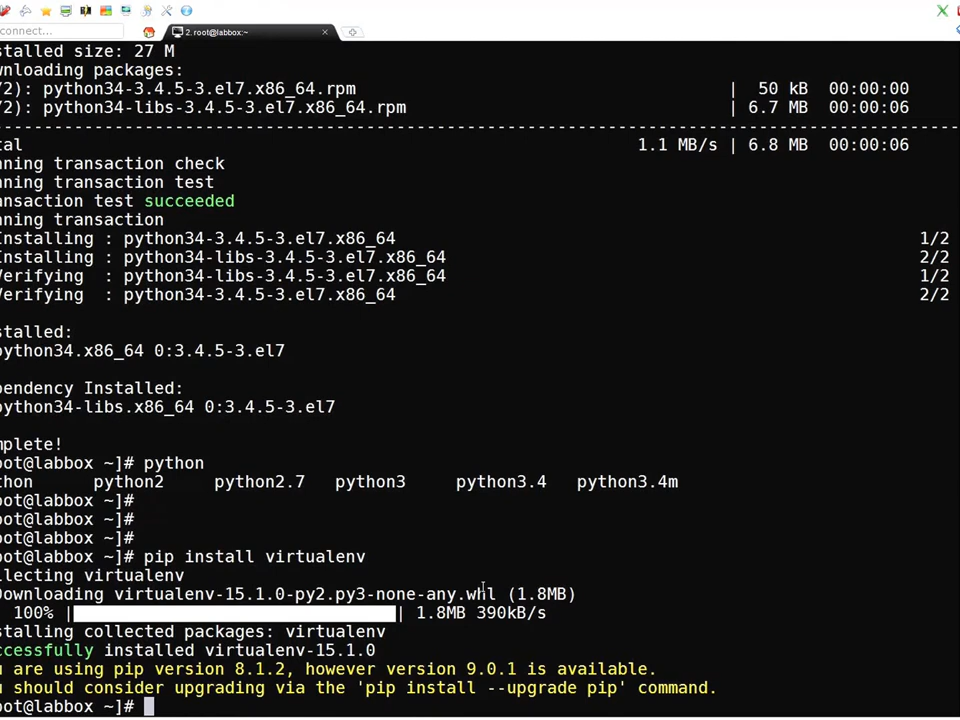 connect...
2. root@labbox:~
stalled size: 27 M
wnloading packages:
/2): python34-3.4.5-3.el7.x86_64.rpm | 50 kB 00:00:00
/2): python34-libs-3.4.5-3.el7.x86_64.rpm | 6.7 MB 00:00:06
--------------------------------------------------------------------------------
tal 1.1 MB/s | 6.8 MB 00:00:06
nning transaction check
nning transaction test
ansaction test succeeded
nning transaction
Installing : python34-3.4.5-3.el7.x86_64 1/2
Installing : python34-libs-3.4.5-3.el7.x86_64 2/2
Verifying : python34-libs-3.4.5-3.el7.x86_64 1/2
Verifying : python34-3.4.5-3.el7.x86_64 2/2
stalled:
python34.x86_64 0:3.4.5-3.el7
pendency Installed:
python34-libs.x86_64 0:3.4.5-3.el7
mplete!
oot@labbox ~]# python
thon python2 python2.7 python3 python3.4 python3.4m
oot@labbox ~]#
oot@labbox ~]#
oot@labbox ~]#
oot@labbox ~]# pip install virtualenv
llecting virtualenv
Downloading virtualenv-15.1.0-py2.py3-none-any.whl (1.8MB)
100% | | 1.8MB 390kB/s
stalling collected packages: virtualenv
ccessfully installed virtualenv-15.1.0
u are using pip version 8.1.2, however version 9.0.1 is available.
u should consider upgrading via the 'pip install --upgrade pip' command.
oot@labbox ~]#